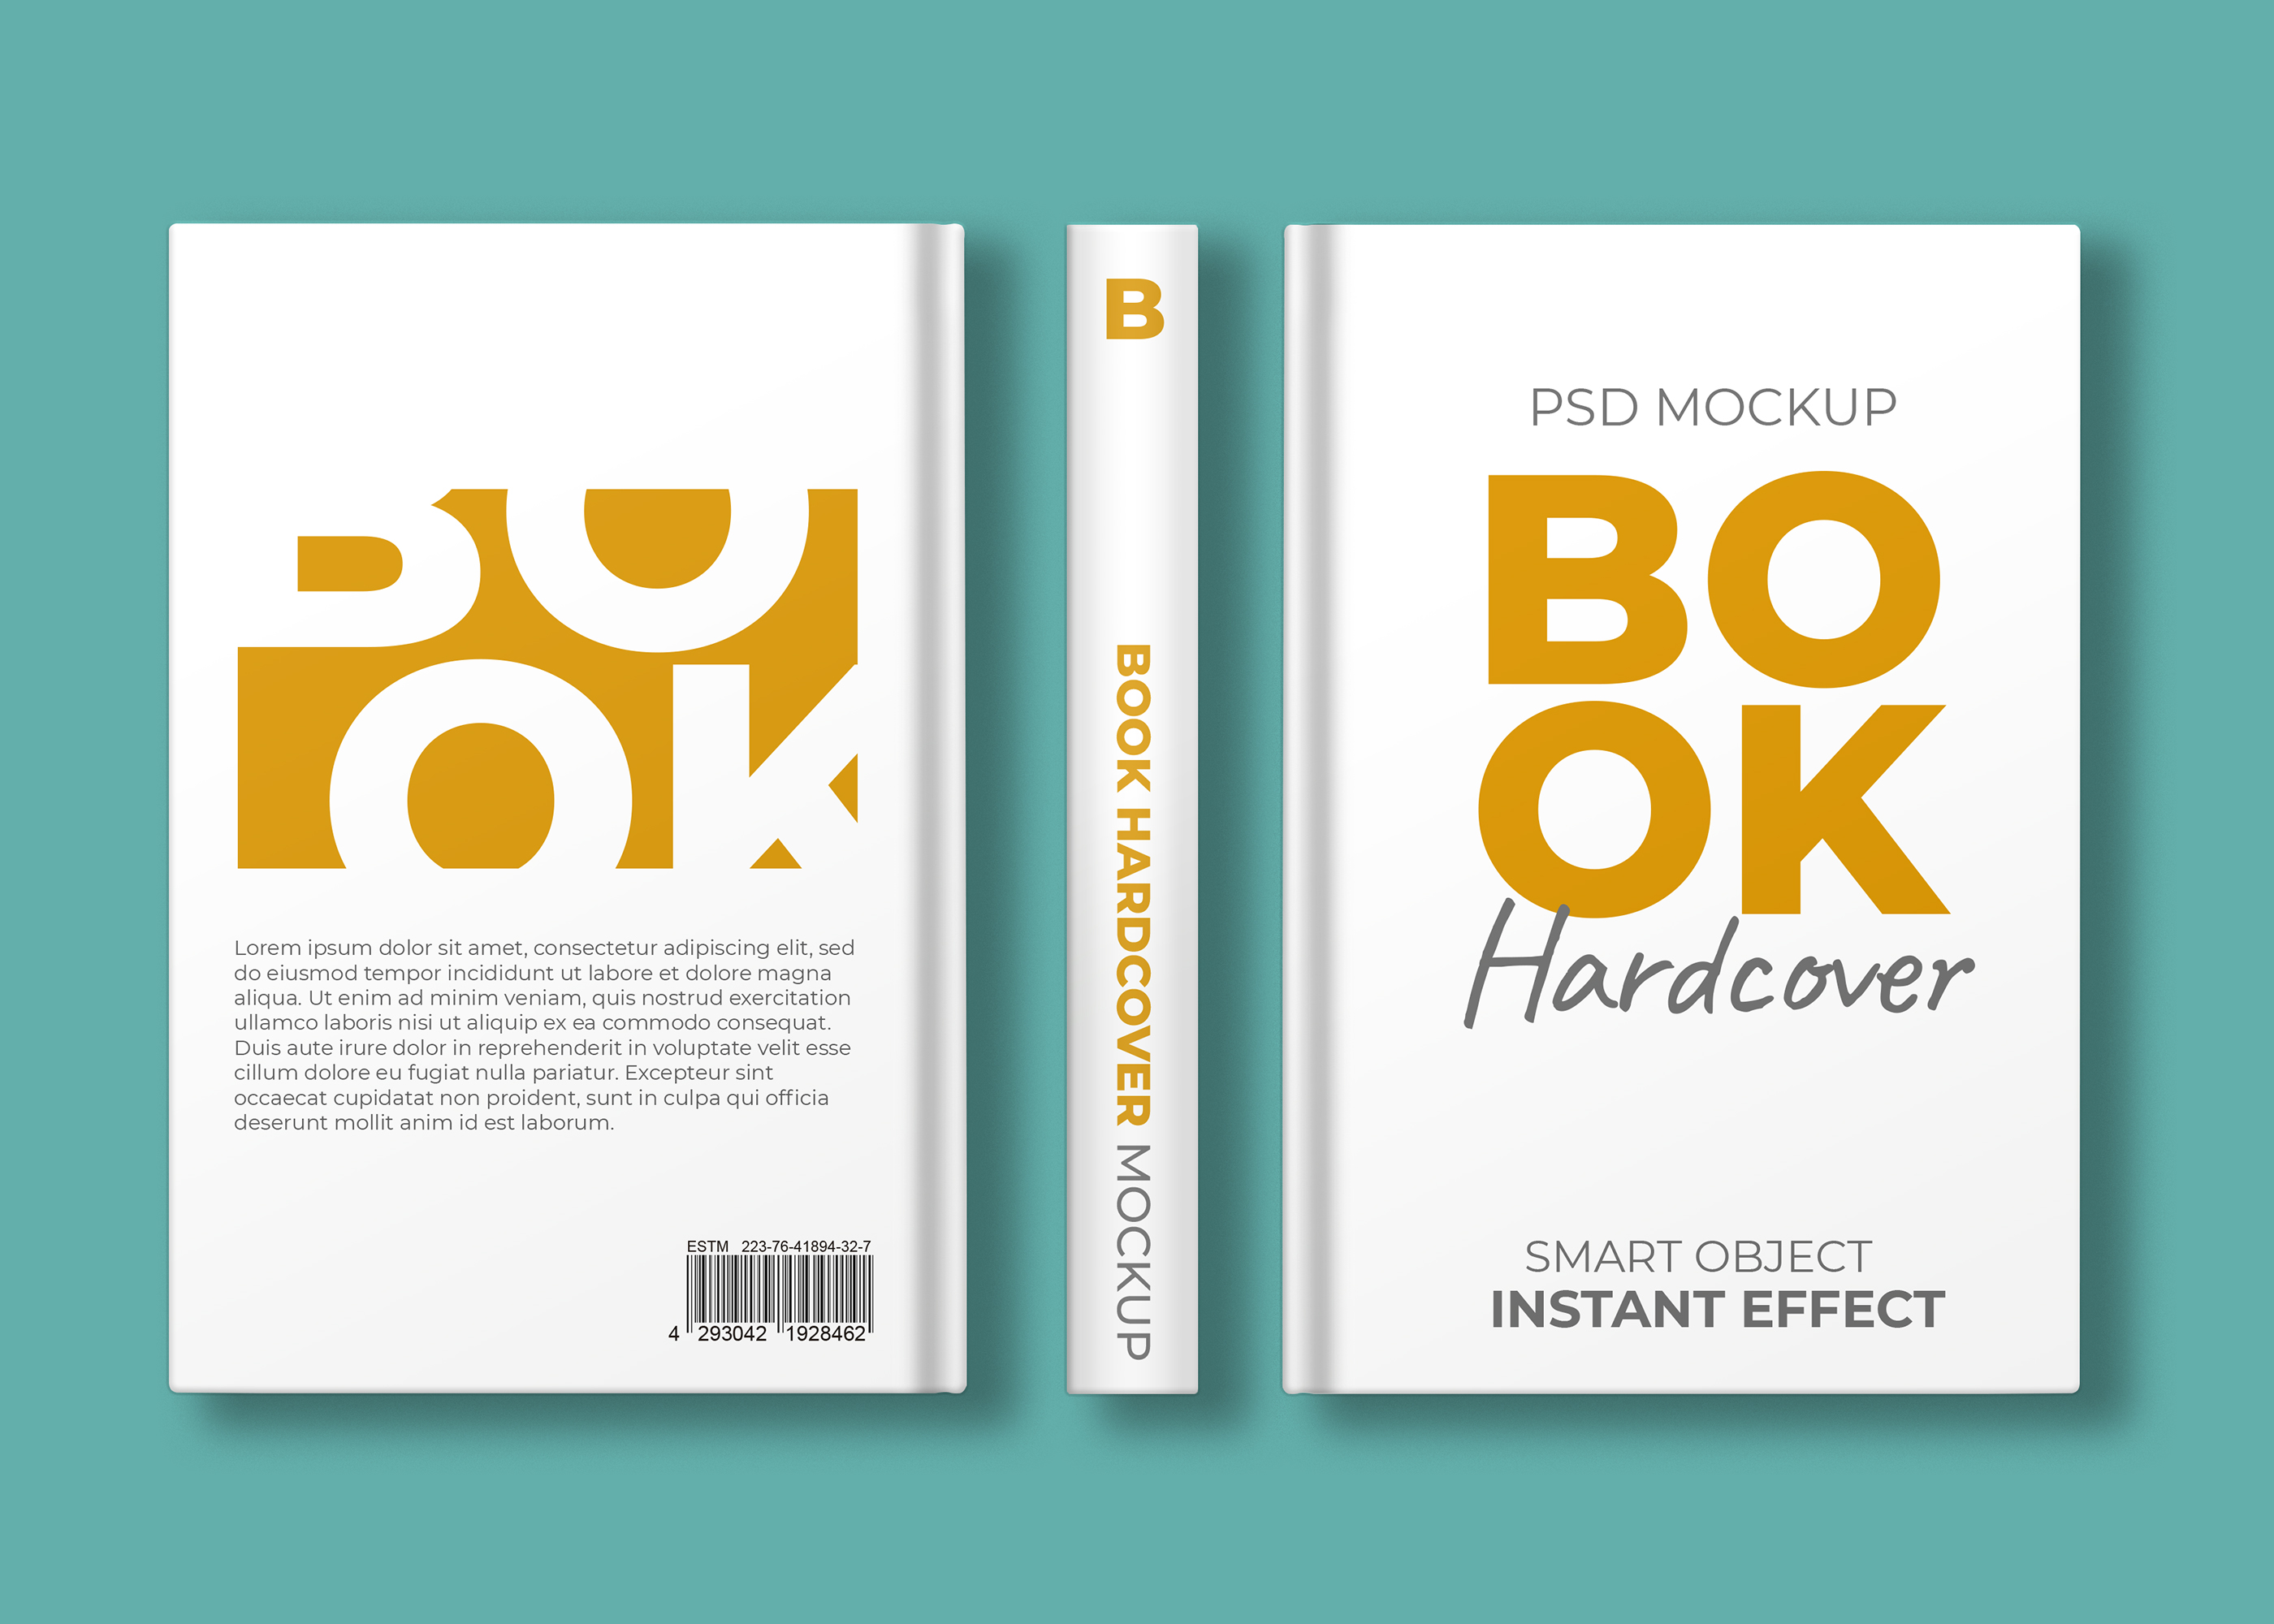 BO
OK
Lorem ipsum dolor sit amet, consectetur adipiscing elit, sed
do eiusmod tempor incididunt ut labore et dolore magna
aliqua. Ut enim ad minim veniam, quis nostrud exercitation
ullamco laboris nisi ut aliquip ex ea commodo consequat.
Duis aute irure dolor in reprehenderit in voluptate velit esse
cillum dolore eu fugiat nulla pariatur. Excepteur sint
occaecat cupidatat non proident, sunt in culpa qui officia
deserunt mollit anim id est laborum.
ESTM 223-76-41894-32-7
4 293042 1928462
B
BOOK HARDCOVER MOCKUP
PSD MOCKUP
BO
OK
Hardcover
SMART OBJECT
INSTANT EFFECT